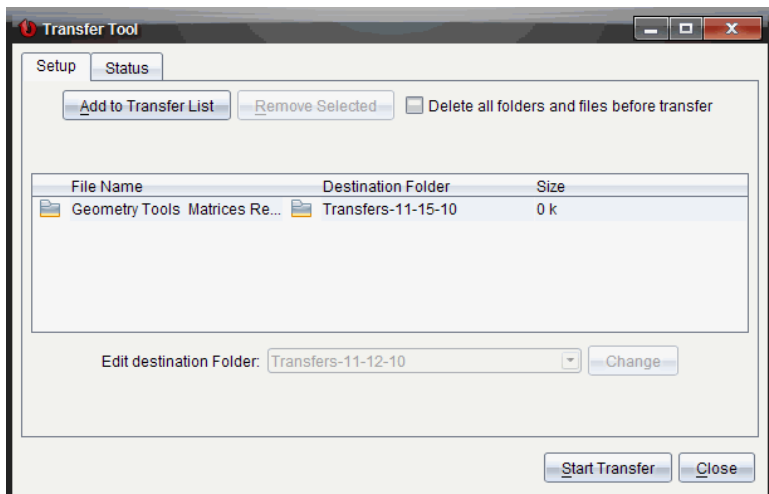 Transfer Tool
Setup Status
Add to Transfer List Remove Selected Delete all folders and files before transfer
File Name Destination Folder Size
Geometry Tools Matrices Re... Transfers-11-15-10 0 k
Edit destination Folder: Transfers-11-12-10 Change
Start Transfer Close